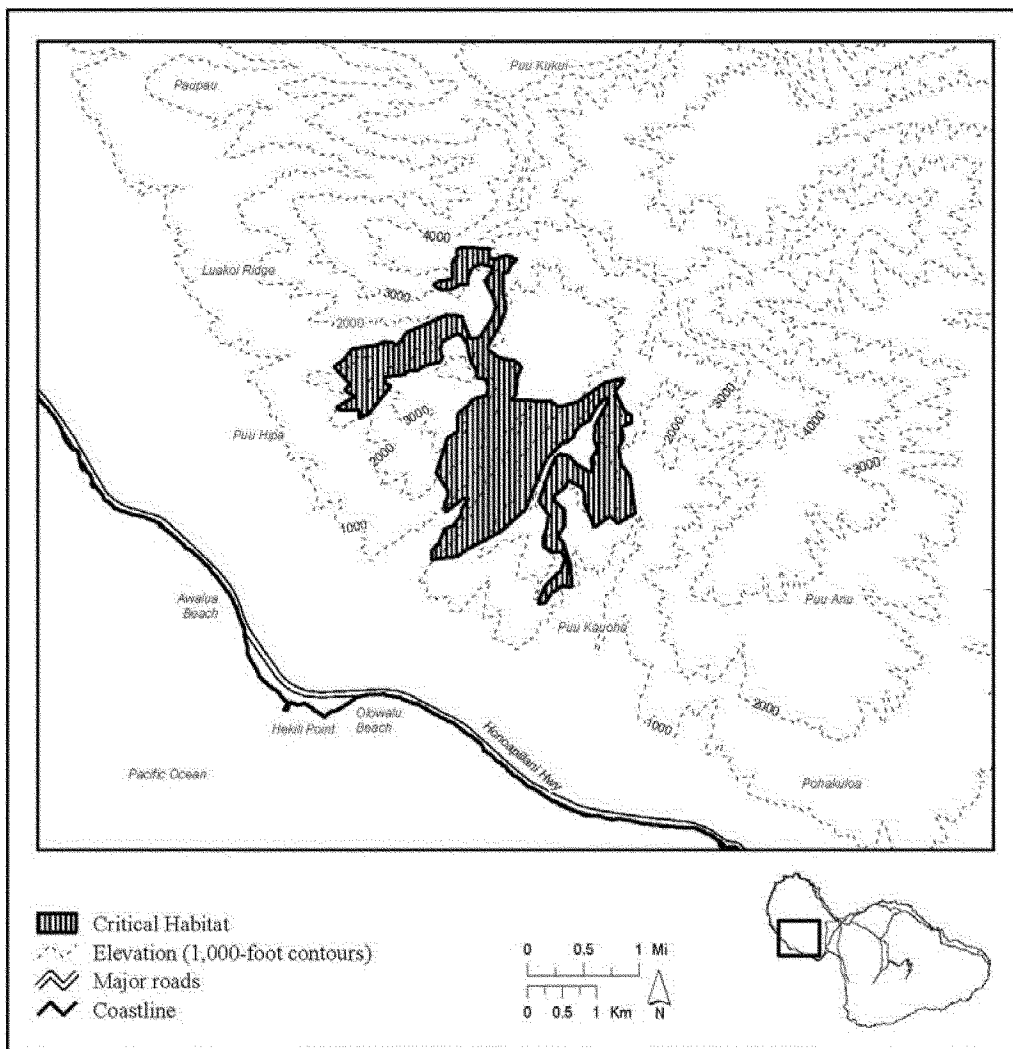 Puu Kukui
Paupau
4000
Luakoi Ridge
3000
2000
3000
2000
3000
4000
3000
2000
Puu Hipa
1000
Awalua
Beach
Puu Anu
Puu Kauoha
2000
1000
Hekili Point
Olowalu
Beach
Honoapiilani Hwy
Pacific Ocean
Pohakuloa
Critical Habitat
Elevation (1,000-foot contours)
Major roads
Coastline
0 0.5 1 Mi
0 0.5 1 Km
N